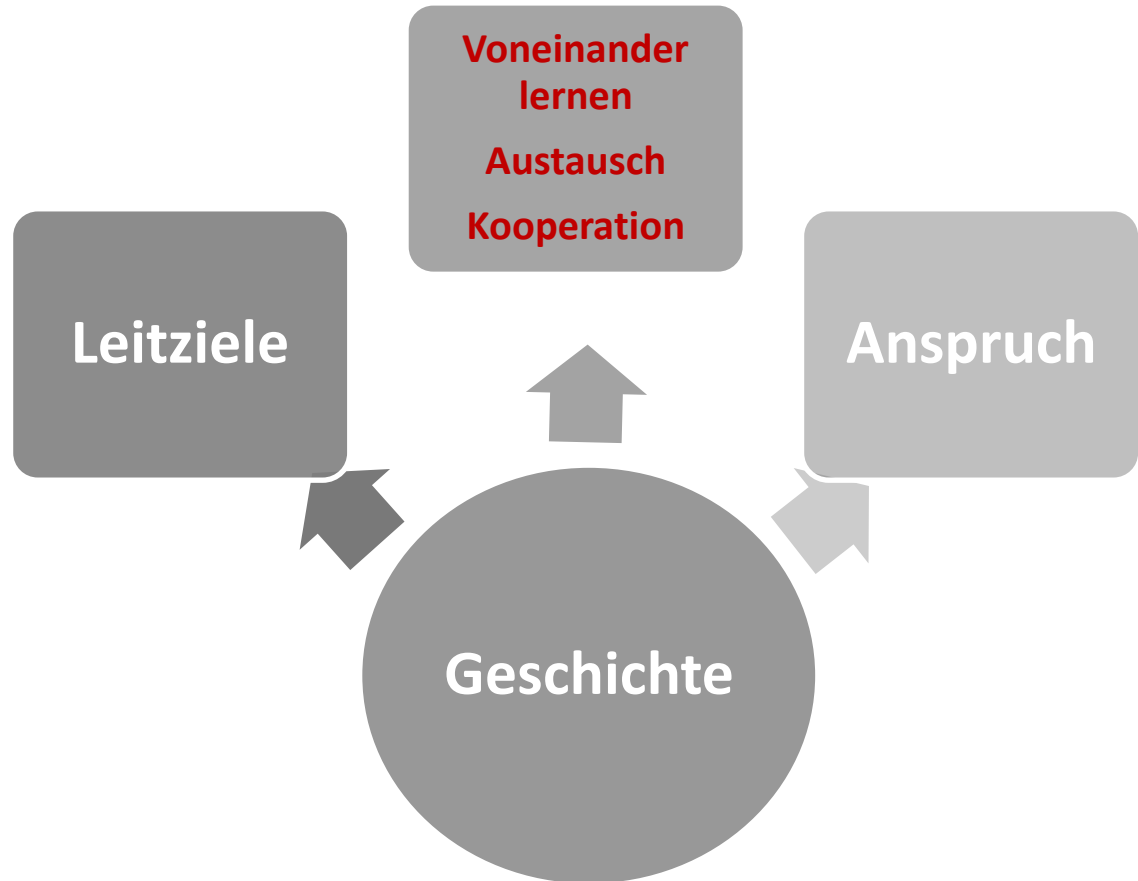 Voneinander
lernen
Austausch
Kooperation
Leitziele
Anspruch
Geschichte